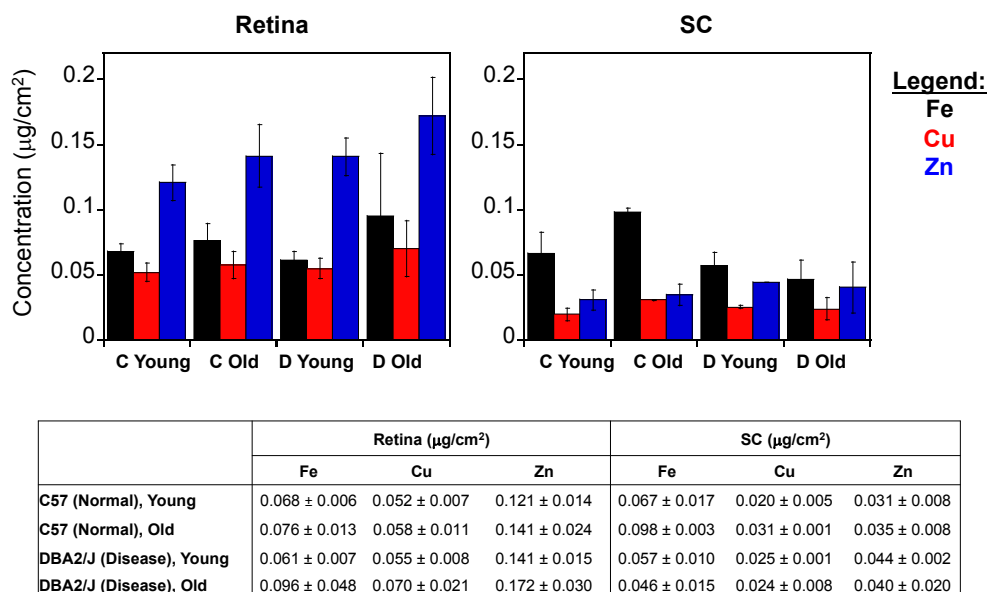 Retina
SC
Concentration (μg/cm²)
0.2
0.15
0.1
0.05
0
C Young C Old D Young D Old
0.2
0.15
0.1
0.05
0
C Young C Old D Young D Old
Legend:
Fe
Cu
Zn
Retina (μg/cm²) SC (μg/cm²)
Fe Cu Zn Fe Cu Zn
C57 (Normal), Young 0.068 ± 0.006 0.052 ± 0.007 0.121 ± 0.014 0.067 ± 0.017 0.020 ± 0.005 0.031 ± 0.008
C57 (Normal), Old 0.076 ± 0.013 0.058 ± 0.011 0.141 ± 0.024 0.098 ± 0.003 0.031 ± 0.001 0.035 ± 0.008
DBA2/J (Disease), Young 0.061 ± 0.007 0.055 ± 0.008 0.141 ± 0.015 0.057 ± 0.010 0.025 ± 0.001 0.044 ± 0.002
DBA2/J (Disease), Old 0.096 ± 0.048 0.070 ± 0.021 0.172 ± 0.030 0.046 ± 0.015 0.024 ± 0.008 0.040 ± 0.020